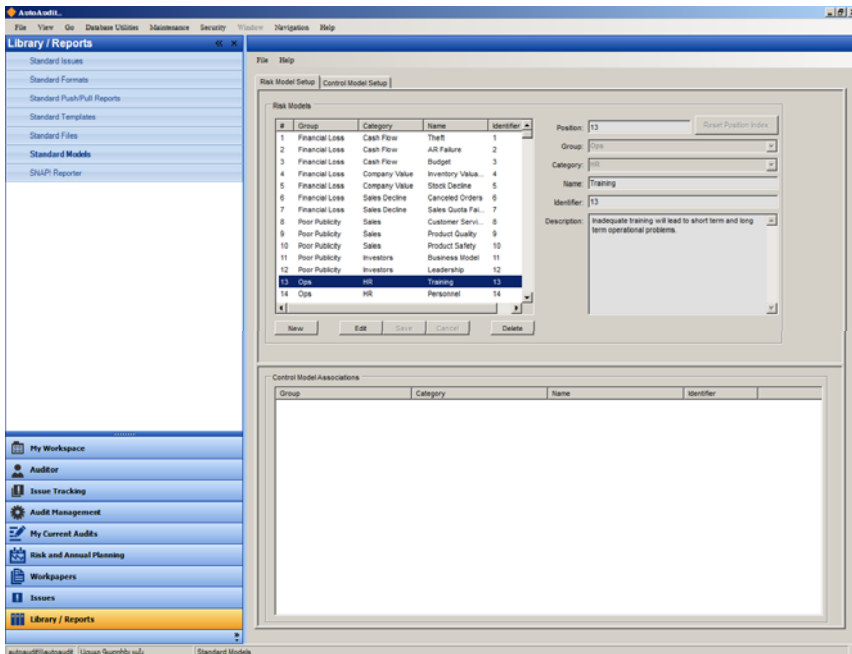 AutoAudit..
File View Go Database Utilities Maintenance Security Window Navigation Help
Library / Reports
Standard Issues
Standard Formats
Standard Push/Pull Reports
Standard Templates
Standard Files
Standard Models
SNAP! Reporter
My Workspace
Auditor
Issue Tracking
Audit Management
My Current Audits
Risk and Annual Planning
Workpapers
Issues
Library / Reports
File Help
Risk Model Setup Control Model Setup
Risk Models
# Group Category Name Identifier
1 Financial Loss Cash Flow Theft 1
2 Financial Loss Cash Flow AR Failure 2
3 Financial Loss Cash Flow Budget 3
4 Financial Loss Company Value Inventory Value... 4
5 Financial Loss Company Value Stock Decline 5
6 Financial Loss Sales Decline Canceled Orders 6
7 Financial Loss Sales Decline Sales Quota Fai... 7
8 Poor Publicity Sales Customer Servi... 8
9 Poor Publicity Sales Product Quality 9
10 Poor Publicity Sales Product Safety 10
11 Poor Publicity Investors Business Model 11
12 Poor Publicity Investors Leadership 12
13 Ops HR Training 13
14 Ops HR Personnel 14
New Edit Save Cancel Delete
Position: 13 Reset Position Index
Group: Ops
Category: HR
Name: Training
Identifier: 13
Description: Inadequate training will lead to short term and long
term operational problems.
Control Model Associations
Group Category Name Identifier
Standard Models